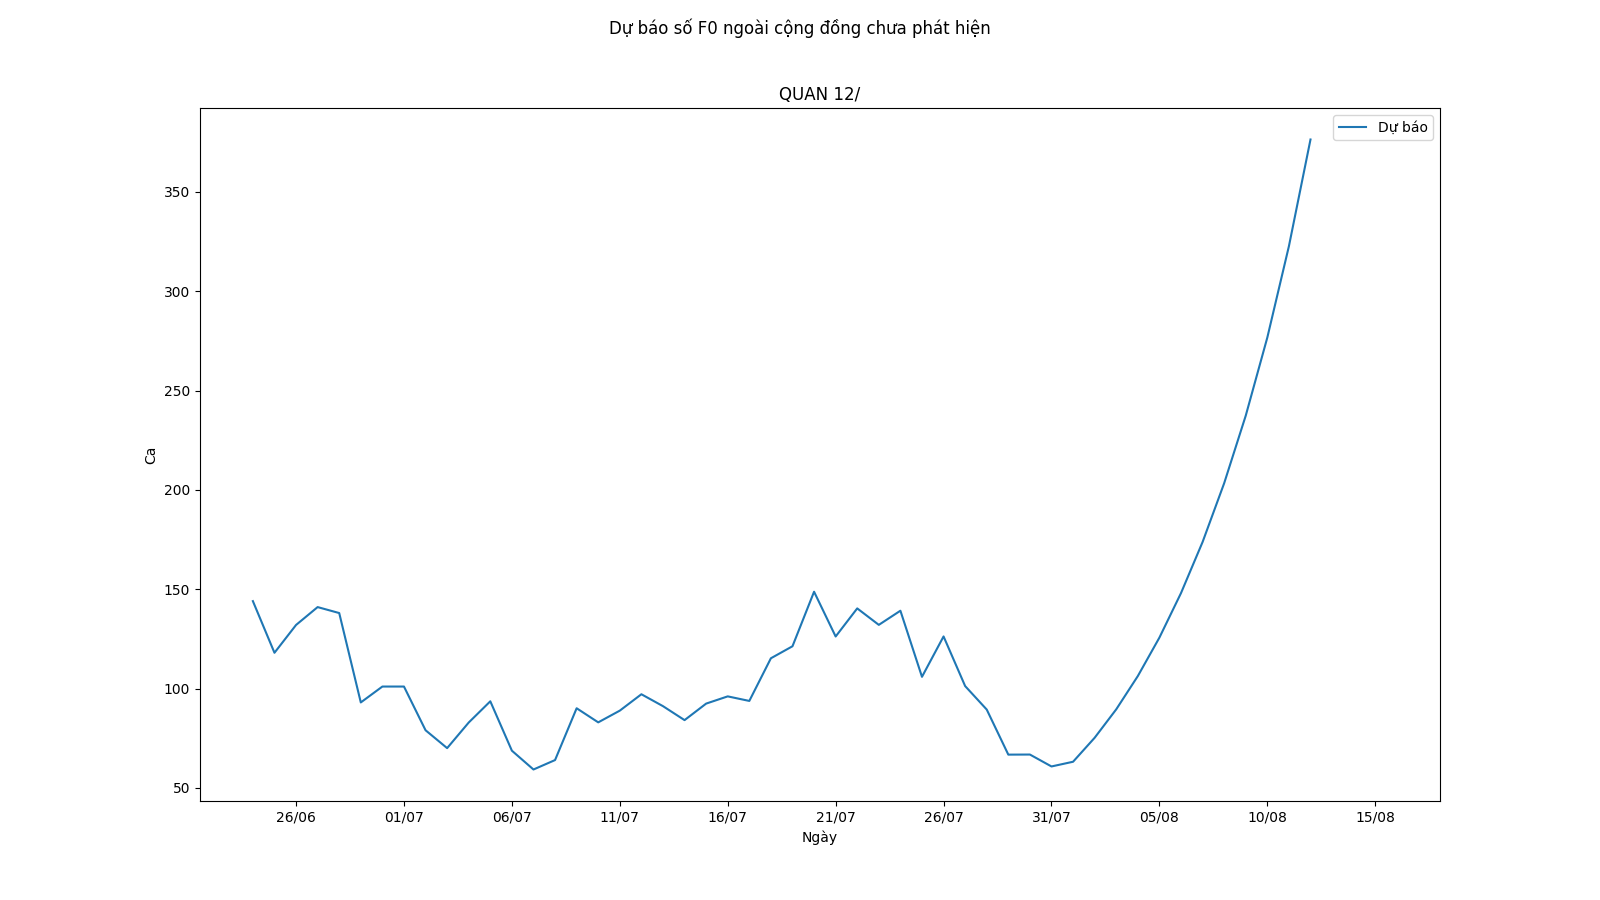 Dự báo số F0 ngoài cộng đồng chưa phát hiện
QUAN 12/
Dự báo
350
300
250
200
150
100
50
Ca
26/06 01/07 06/07 11/07 16/07 21/07 26/07 31/07 05/08 10/08 15/08
Ngày